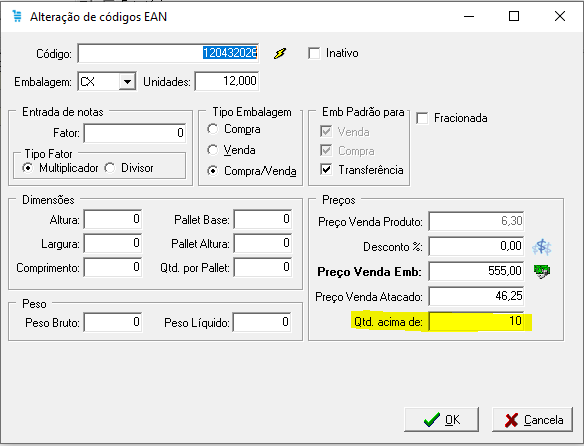 Alteração de códigos EAN
Código: 120432026 Inativo
Embalagem: CX Unidades: 12,000
Entrada de notas
Fator: 0
Tipo Fator
Multiplicador Divisor
Tipo Embalagem
Compra
Venda
Compra/Venda
Emb Padrão para
Venda
Compra
Transferência
Fracionada
Dimensões
Altura: 0 Pallet Base: 0
Largura: 0 Pallet Altura: 0
Comprimento: 0 Qtd. por Pallet: 0
Peso
Peso Bruto: 0 Peso Líquido: 0
Preços
Preço Venda Produto: 6,30
Desconto %: 0,00
Preço Venda Emb: 555,00
Preço Venda Atacado: 46,25
Qtd. acima de: 10
OK Cancela